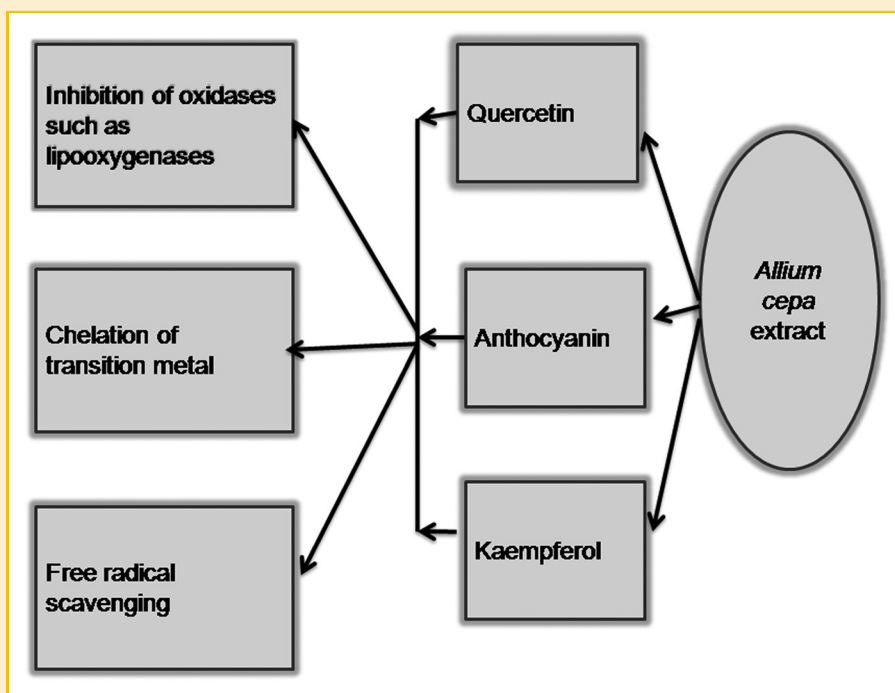 Inhibition of oxidases
such as
lipooxygenases
Quercetin
Allium
cepa
extract
Chelation of
transition metal
Anthocyanin
Free radical
scavenging
Kaempferol